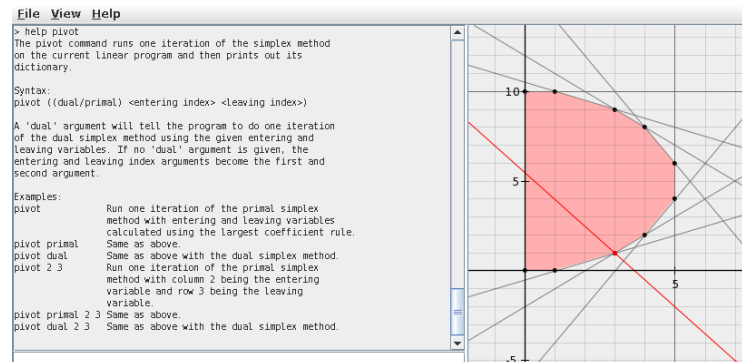 File View Help
> help pivot
The pivot command runs one iteration of the simplex method
on the current linear program and then prints out its
dictionary.
Syntax:
pivot ((dual/primal) <entering index> <leaving index>)
A 'dual' argument will tell the program to do one iteration
of the dual simplex method using the given entering and
leaving variables. If no 'dual' argument is given, the
entering and leaving index arguments become the first and
second argument.
Examples:
pivot Run one iteration of the primal simplex
method with entering and leaving variables
calculated using the largest coefficient rule.
pivot primal Same as above.
pivot dual Same as above with the dual simplex method.
pivot 2 3 Run one iteration of the primal simplex
method with column 2 being the entering
variable and row 3 being the leaving
variable.
pivot primal 2 3 Same as above.
pivot dual 2 3 Same as above with the dual simplex method.
10
5
5
-5